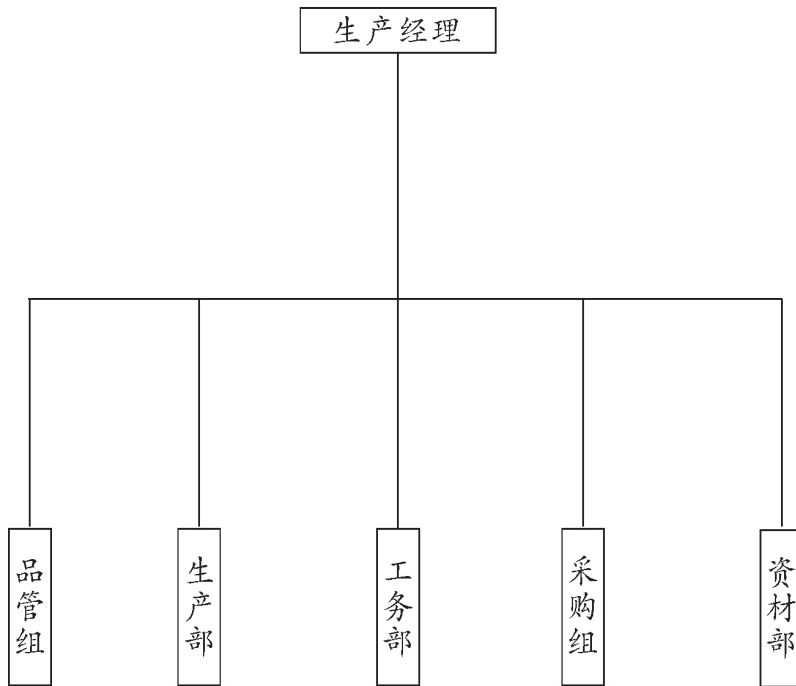 生产经理
品管组
生产部
工务部
采购组
资材部